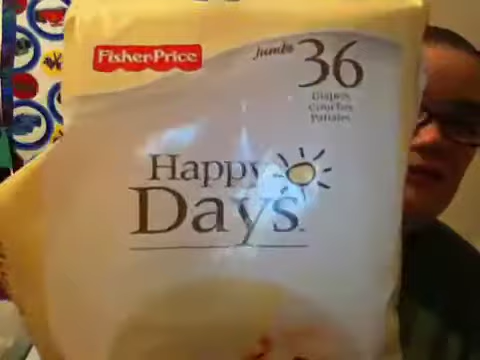 Fisher-Price
Jumbo 36
Diapers
Couches
Pañales
Happy
Days